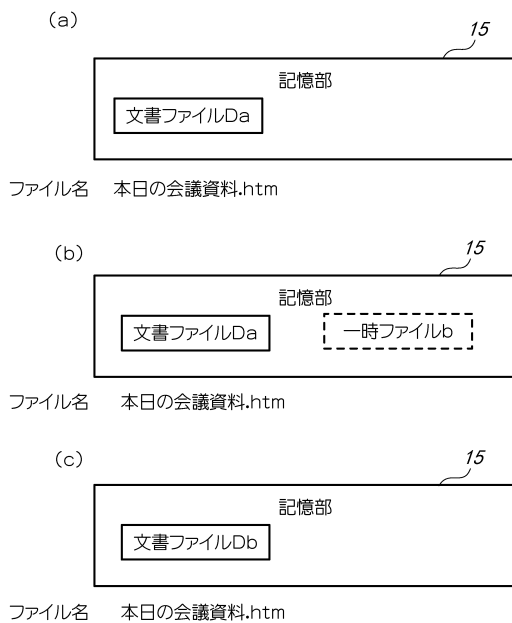 (a)
15
記憶部
文書ファイルDa
ファイル名 本日の会議資料.htm
(b)
15
記憶部
文書ファイルDa 一時ファイルb
ファイル名 本日の会議資料.htm
(c)
15
記憶部
文書ファイルDb
ファイル名 本日の会議資料.htm